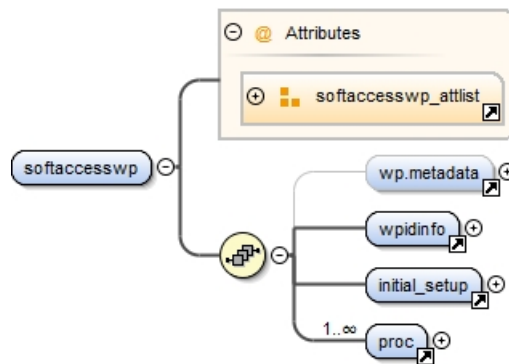 @ Attributes
softaccesswp_attlist
softaccesswp
wp.metadata
wpidinfo
initial_setup
1..∞
proc